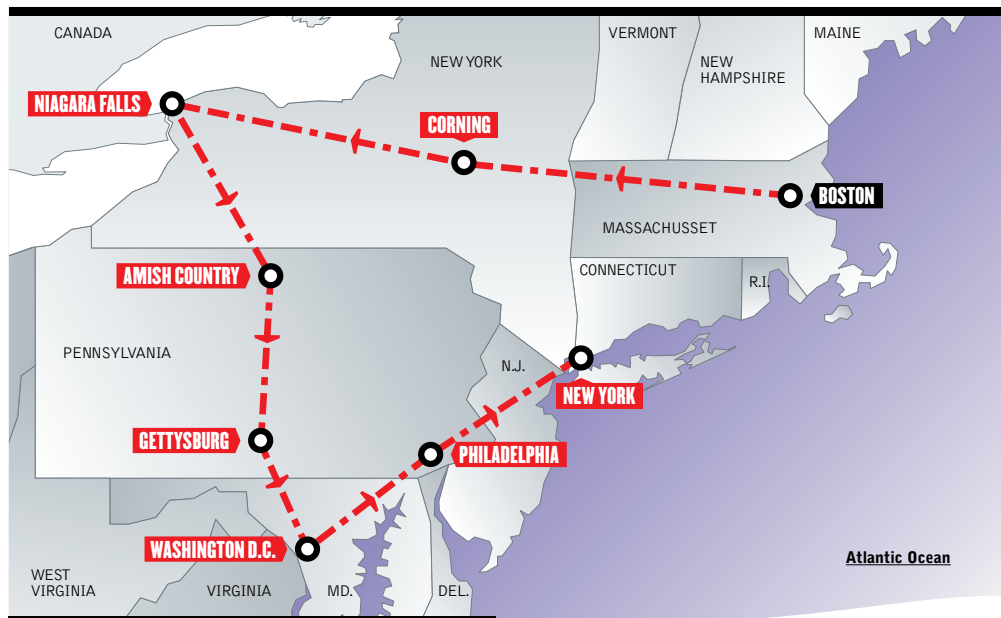 CANADA
VERMONT
MAINE
NEW YORK
NEW
HAMPSHIRE
NIAGARA FALLS
CORNING
BOSTON
MASSACHUSSET
AMISH COUNTRY
CONNECTICUT
R.I.
PENNSYLVANIA
N.J.
NEW YORK
GETTYSBURG
PHILADELPHIA
WASHINGTON D.C.
Atlantic Ocean
WEST
VIRGINIA
VIRGINIA
MD.
DEL.